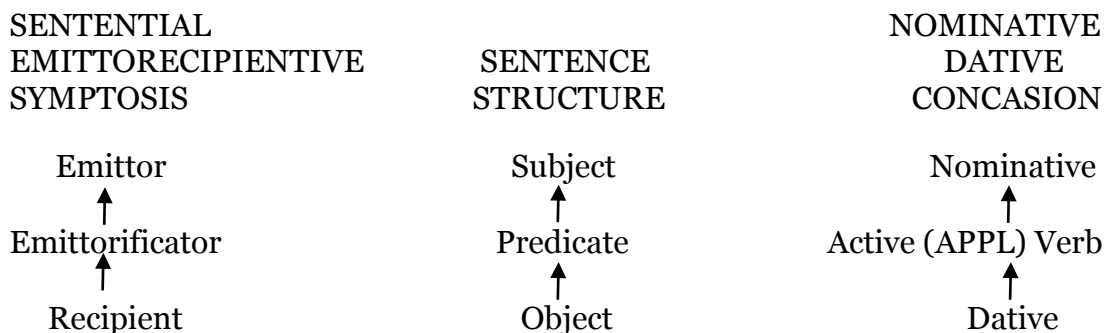 SENTENTIAL NOMINATIVE
EMITTORECIPIENTIVE SENTENCE DATIVE
SYMPTOSIS STRUCTURE CONCASION
Emittor Subject Nominative
Emittorificator Predicate Active (APPL) Verb
Recipient Object Dative